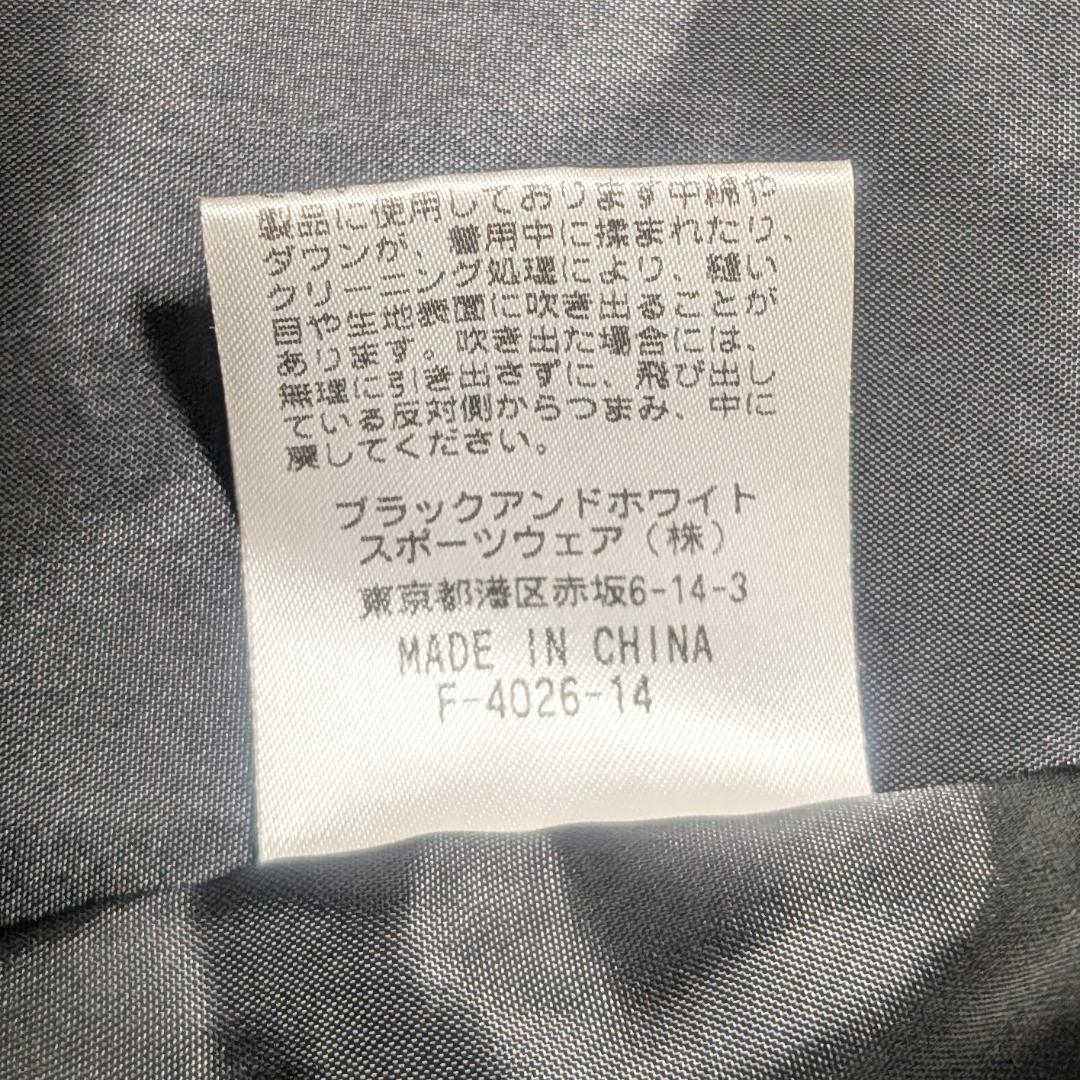 製品に使用しております中綿や
ダウンが、着用中に揉まれたり、
クリーニング処理により、縫い
目や生地表面に吹き出ることが
あります。吹き出た場合には、
無理に引き出さずに、飛び出し
ている反対側からつまみ、中に
戻してください。
ブラックアンドホワイト
スポーツウェア（株）
東京都港区赤坂6-14-3
MADE IN CHINA
F-4026-14